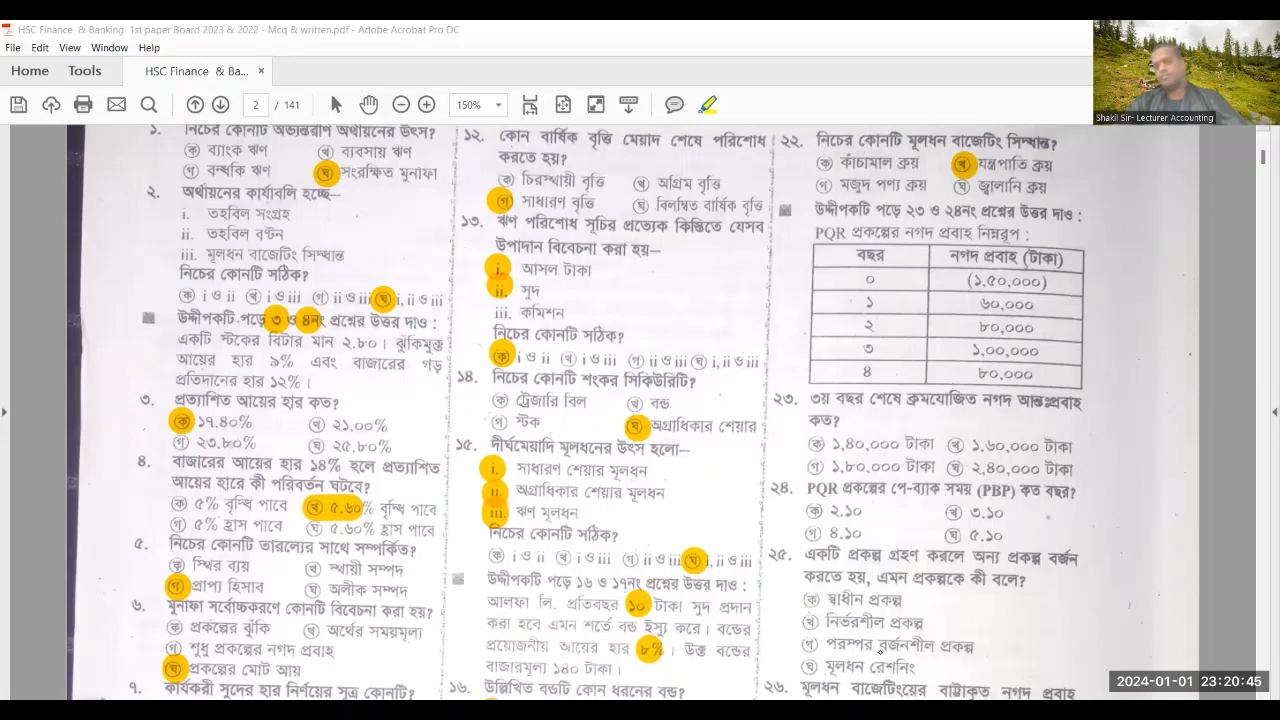 HSC Finance & Banking 1st paper Board 2023 & 2022 - Mcq & written.pdf - Adobe Acrobat Pro DC
File Edit View Window Help
Home Tools HSC Finance & Ba... ×
2 / 141 150%
Shakil Sir- Lecturer Accounting
১. নিচের কোনটি অভ্যন্তরীণ অর্থায়নের উৎস?
ক ব্যাংক ঋণ খ ব্যবসায় ঋণ
গ বন্ধকি ঋণ ঘ সংরক্ষিত মুনাফা
২. অর্থায়নের কার্যাবলি হচ্ছে—
i. তহবিল সংগ্রহ
ii. তহবিল বণ্টন
iii. মূলধন বাজেটিং সিদ্ধান্ত
নিচের কোনটি সঠিক?
ক i ও ii খ i ও iii গ ii ও iii ঘ i, ii ও iii
উদ্দীপকটি পড়ে ৩ ও ৪নং প্রশ্নের উত্তর দাও :
একটি স্টকের বিটার মান ২.৮০। ঝুঁকিমুক্ত
আয়ের হার ৯% এবং বাজারের গড়
প্রতিদানের হার ১২%।
৩. প্রত্যাশিত আয়ের হার কত?
ক ১৭.৪০% খ ২১.০০%
গ ২৩.৮০% ঘ ২৫.৮০%
৪. বাজারের আয়ের হার ১৪% হলে প্রত্যাশিত
আয়ের হারে কী পরিবর্তন ঘটবে?
ক ৫% বৃদ্ধি পাবে খ ৫.৬০% বৃদ্ধি পাবে
গ ৫% হ্রাস পাবে ঘ ৫.৬০% হ্রাস পাবে
৫. নিচের কোনটি তারল্যের সাথে সম্পর্কিত?
ক স্থির ব্যয় খ স্থায়ী সম্পদ
গ প্রাপ্য হিসাব ঘ অলীক সম্পদ
৬. মুনাফা সর্বোচ্চকরণে কোনটি বিবেচনা করা হয়?
ক প্রকল্পের ঝুঁকি খ অর্থের সময়মূল্য
গ শুধু প্রকল্পের নগদ প্রবাহ
ঘ প্রকল্পের মোট আয়
৭. কার্যকরী সুদের হার নির্ণয়ের সূত্র কোনটি?
১২. কোন বার্ষিক বৃত্তি মেয়াদ শেষে পরিশোধ
করতে হয়?
ক চিরস্থায়ী বৃত্তি খ অগ্রিম বৃত্তি
গ সাধারণ বৃত্তি ঘ বিলম্বিত বার্ষিক বৃত্তি
১৩. ঋণ পরিশোধ সূচির প্রত্যেক কিস্তিতে যেসব
উপাদান বিবেচনা করা হয়—
i. আসল টাকা
ii. সুদ
iii. কমিশন
নিচের কোনটি সঠিক?
ক i ও ii খ i ও iii গ ii ও iii ঘ i, ii ও iii
১৪. নিচের কোনটি শংকর সিকিউরিটি?
ক ট্রেজারি বিল খ বন্ড
গ স্টক ঘ অগ্রাধিকার শেয়ার
১৫. দীর্ঘমেয়াদি মূলধনের উৎস হলো—
i. সাধারণ শেয়ার মূলধন
ii. অগ্রাধিকার শেয়ার মূলধন
iii. ঋণ মূলধন
নিচের কোনটি সঠিক?
ক i ও ii খ i ও iii গ ii ও iii ঘ i, ii ও iii
উদ্দীপকটি পড়ে ১৬ ও ১৭নং প্রশ্নের উত্তর দাও :
আলফা লি. প্রতিবছর ১০ টাকা সুদ প্রদান
করা হবে এমন শর্তে বন্ড ইস্যু করে। বন্ডের
প্রয়োজনীয় আয়ের হার ৮%। উক্ত বন্ডের
বাজারমূল্য ১৪০ টাকা।
১৬. উল্লিখিত বন্ডটি কোন ধরনের বন্ড?
২২. নিচের কোনটি মূলধন বাজেটিং সিদ্ধান্ত?
ক কাঁচামাল ক্রয় খ যন্ত্রপাতি ক্রয়
গ মজুদ পণ্য ক্রয় ঘ জ্বালানি ক্রয়
উদ্দীপকটি পড়ে ২৩ ও ২৪নং প্রশ্নের উত্তর দাও :
PQR প্রকল্পের নগদ প্রবাহ নিম্নরূপ :
বছর নগদ প্রবাহ (টাকা)
০ (১,৫০,০০০)
১ ৬০,০০০
২ ৮০,০০০
৩ ১,০০,০০০
৪ ৮০,০০০
২৩. ৩য় বছর শেষে ক্রমযোজিত নগদ আন্তঃপ্রবাহ
কত?
ক ১,৪০,০০০ টাকা খ ১,৬০,০০০ টাকা
গ ১,৮০,০০০ টাকা ঘ ২,৪০,০০০ টাকা
২৪. PQR প্রকল্পের পে-ব্যাক সময় (PBP) কত বছর?
ক ২.১০ খ ৩.১০
গ ৪.১০ ঘ ৫.১০
২৫. একটি প্রকল্প গ্রহণ করলে অন্য প্রকল্প বর্জন
করতে হয়, এমন প্রকল্পকে কী বলে?
ক স্বাধীন প্রকল্প
খ নির্ভরশীল প্রকল্প
গ পরস্পর বর্জনশীল প্রকল্প
ঘ মূলধন রেশনিং
২৬. মূলধন বাজেটিংয়ের বাট্টাকৃত নগদ প্রবাহ
2024-01-01 23:20:45